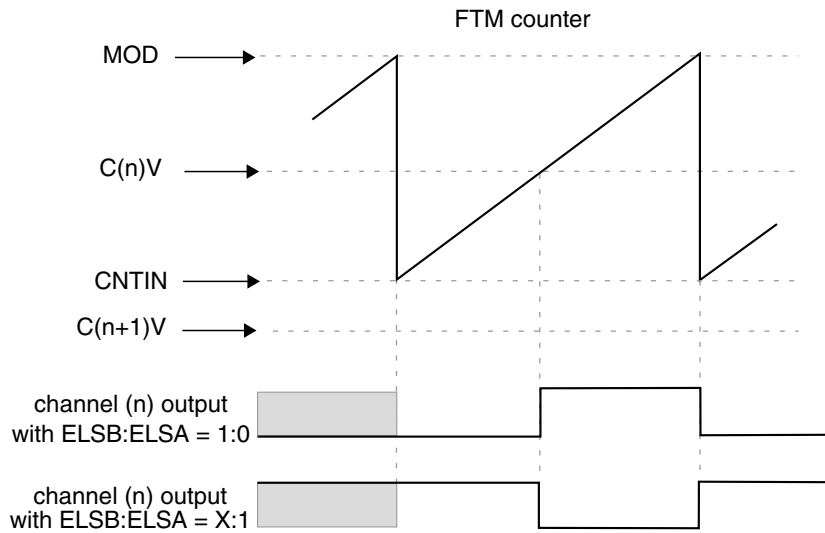 FTM counter
MOD
C(n)V
CNTIN
C(n+1)V
channel (n) output
with ELSB:ELSA = 1:0
channel (n) output
with ELSB:ELSA = X:1